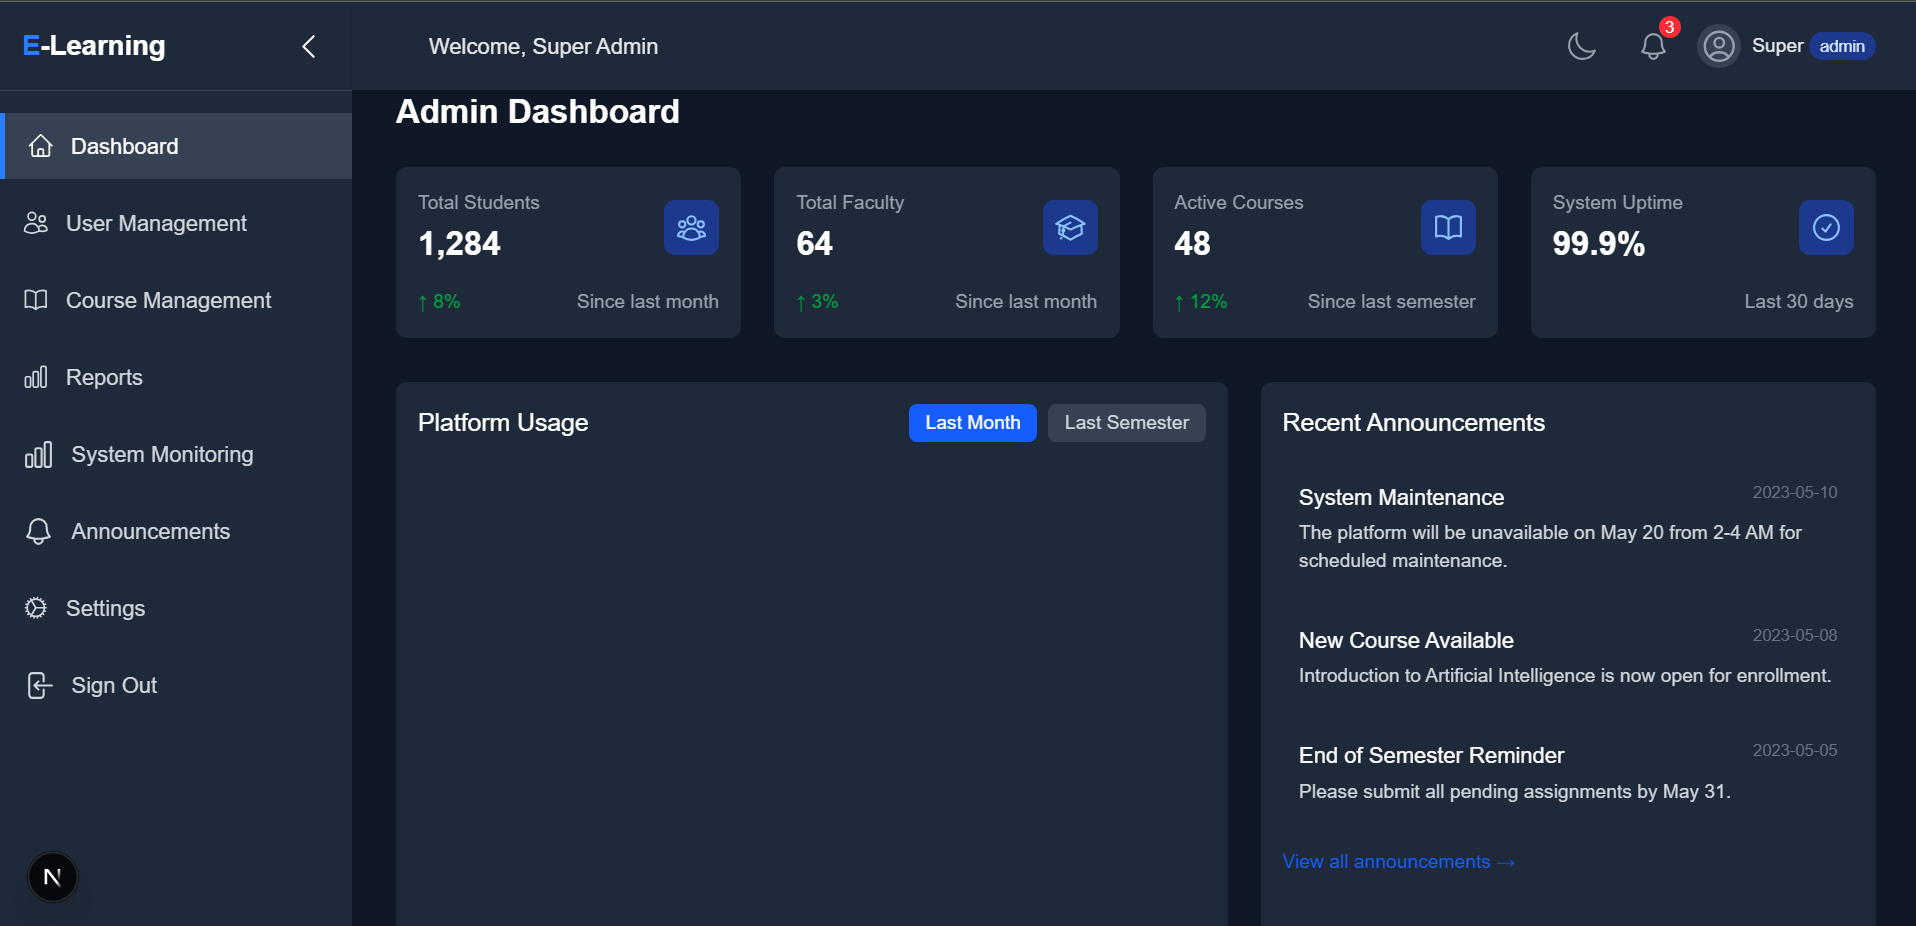 E-Learning
Welcome, Super Admin
3
Super admin
Dashboard
User Management
Course Management
Reports
System Monitoring
Announcements
Settings
Sign Out
N
Admin Dashboard
Total Students
1,284
↑ 8% Since last month
Total Faculty
64
↑ 3% Since last month
Active Courses
48
↑ 12% Since last semester
System Uptime
99.9%
Last 30 days
Platform Usage
Last Month
Last Semester
Recent Announcements
System Maintenance 2023-05-10
The platform will be unavailable on May 20 from 2-4 AM for
scheduled maintenance.
New Course Available 2023-05-08
Introduction to Artificial Intelligence is now open for enrollment.
End of Semester Reminder 2023-05-05
Please submit all pending assignments by May 31.
View all announcements →